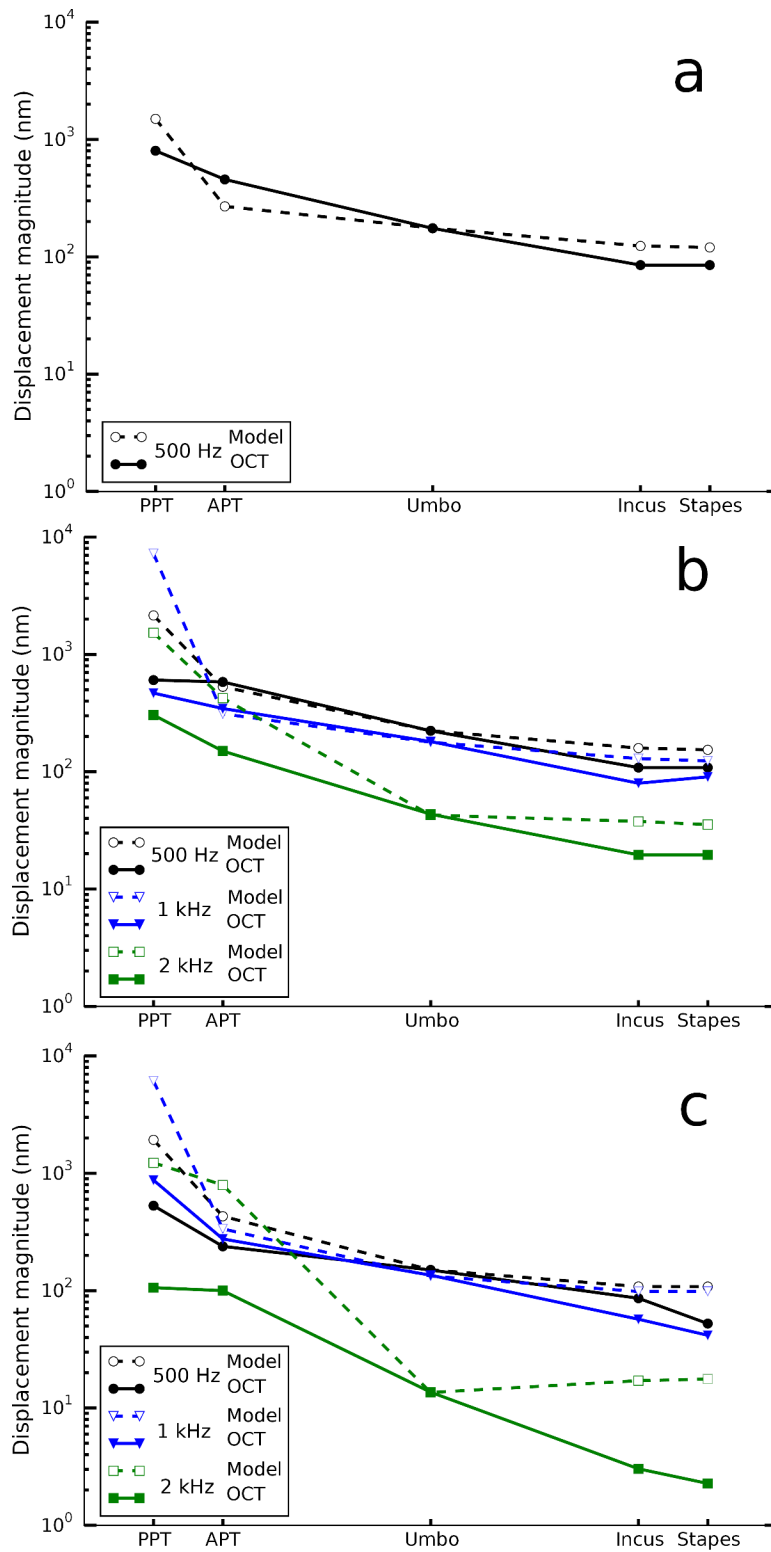 10^4
a
10^3
10^2
10^1
10^0
Displacement magnitude (nm)
500 Hz Model
OCT
PPT APT Umbo Incus Stapes
10^4
b
10^3
10^2
10^1
10^0
Displacement magnitude (nm)
500 Hz Model
OCT
1 kHz Model
OCT
2 kHz Model
OCT
PPT APT Umbo Incus Stapes
10^4
c
10^3
10^2
10^1
10^0
Displacement magnitude (nm)
500 Hz Model
OCT
1 kHz Model
OCT
2 kHz Model
OCT
PPT APT Umbo Incus Stapes